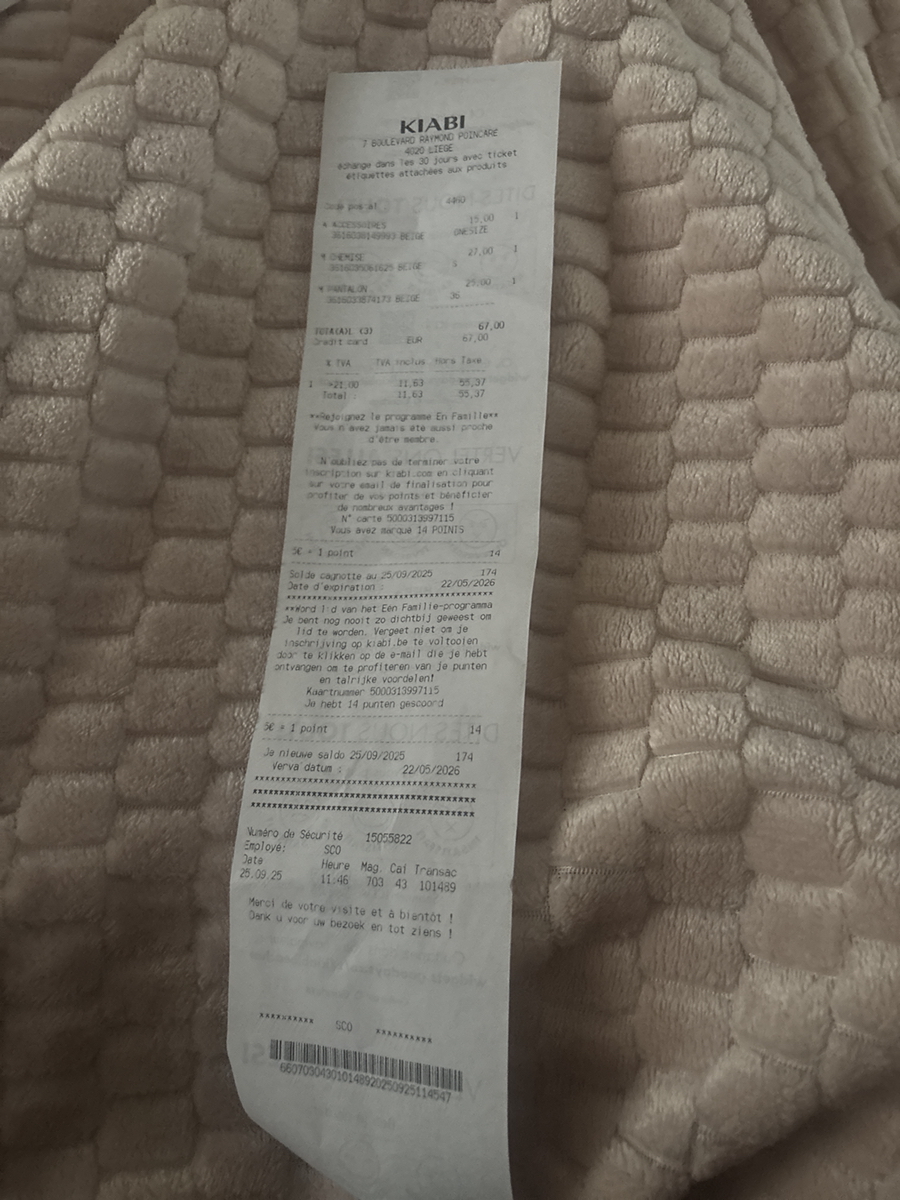 KIABI
7 BOULEVARD RAYMOND POINCARE
4020 LIEGE
échange dans les 30 jours avec ticket
étiquettes attachées aux produits
Code postal 4460
* ACCESSOIRES 15,00 1
3616030149993 BEIGE ONESIZE
* CHEMISE 27,00 1
BEIGE S
* PANTALON 25,00 1
3616033874173 BEIGE 36
TOTA(A)L (3) 67,00
Credit card EUR 67,00
% TVA TVA inclus Hors Taxe
1 >21,00 11,63 55,37
Total : 11,63 55,37
**Rejoignez le programme En Famille**
Vous n'avez jamais été aussi proche
d'être membre.
N'oubliez pas de terminer votre
inscription sur kiabi.com en cliquant
sur votre email de finalisation pour
profiter de vos points et bénéficier
de nombreux avantages !
N° carte 5000313997115
Vous avez marqué 14 POINTS
5€ = 1 point 14
Solde cagnotte au 25/09/2025 174
Date d'expiration : 22/05/2026
****************************************
**Word lid van het Eén Familie-programma
Je bent nog nooit zo dichtbij geweest om
lid te worden. Vergeet niet om je
inschrijving op kiabi.be te voltooien
door te klikken op de e-mail die je hebt
ontvangen om te profiteren van je punten
en talrijke voordelen!
Kaartnummer 5000313997115
Je hebt 14 punten gescoord
5€ = 1 point 14
Je nieuwe saldo 25/09/2025 174
Verva datum : 22/05/2026
****************************************
****************************************
****************************************
Numéro de Sécurité 15055822
Employé: SCO
Date Heure Mag. Cai Transac
25.09.25 11:46 703 43 101489
Merci de votre visite et à bientôt !
Dank u voor uw bezoek en tot ziens !
********** SCO **********
660703043010148920250925114547